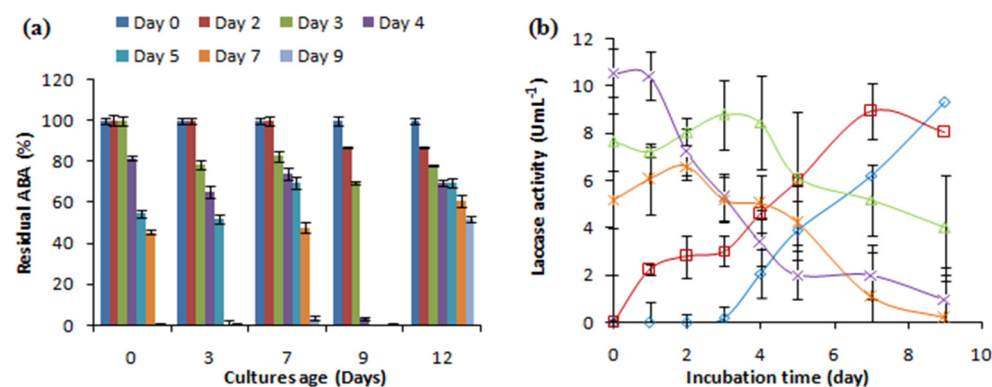 (a)
Day 0 Day 2 Day 3 Day 4
Day 5 Day 7 Day 9
120
100
80
60
40
20
0
Residual ABA (%)
0 3 7 9 12
Cultures age (Days)
(b)
12
10
8
6
4
2
0
Laccase activity (UmL-1)
0 2 4 6 8 10
Incubation time (day)